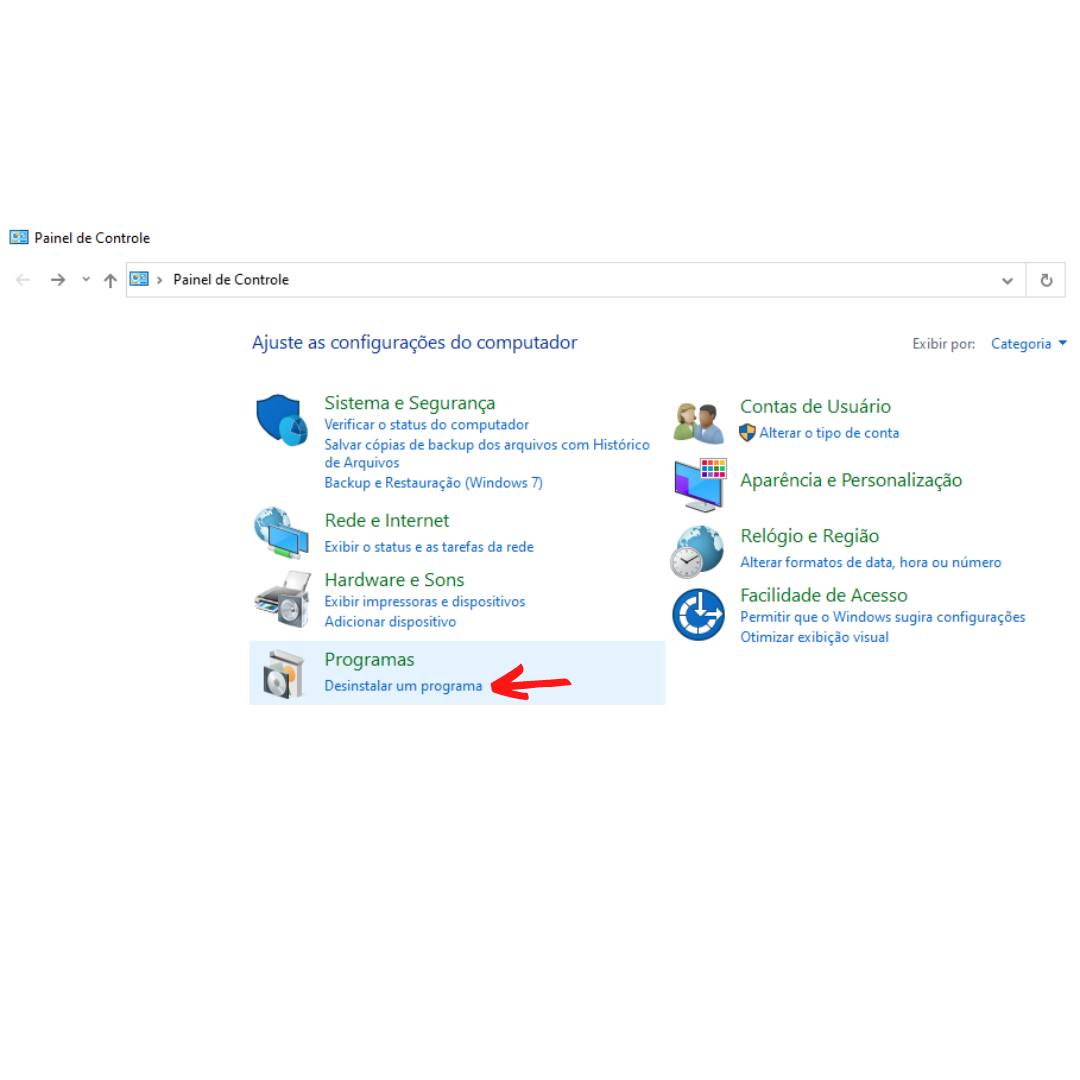 Painel de Controle
Painel de Controle
Ajuste as configurações do computador
Exibir por: Categoria
Sistema e Segurança
Verificar o status do computador
Salvar cópias de backup dos arquivos com Histórico
de Arquivos
Backup e Restauração (Windows 7)
Rede e Internet
Exibir o status e as tarefas da rede
Hardware e Sons
Exibir impressoras e dispositivos
Adicionar dispositivo
Programas
Desinstalar um programa
Contas de Usuário
Alterar o tipo de conta
Aparência e Personalização
Relógio e Região
Alterar formatos de data, hora ou número
Facilidade de Acesso
Permitir que o Windows sugira configurações
Otimizar exibição visual